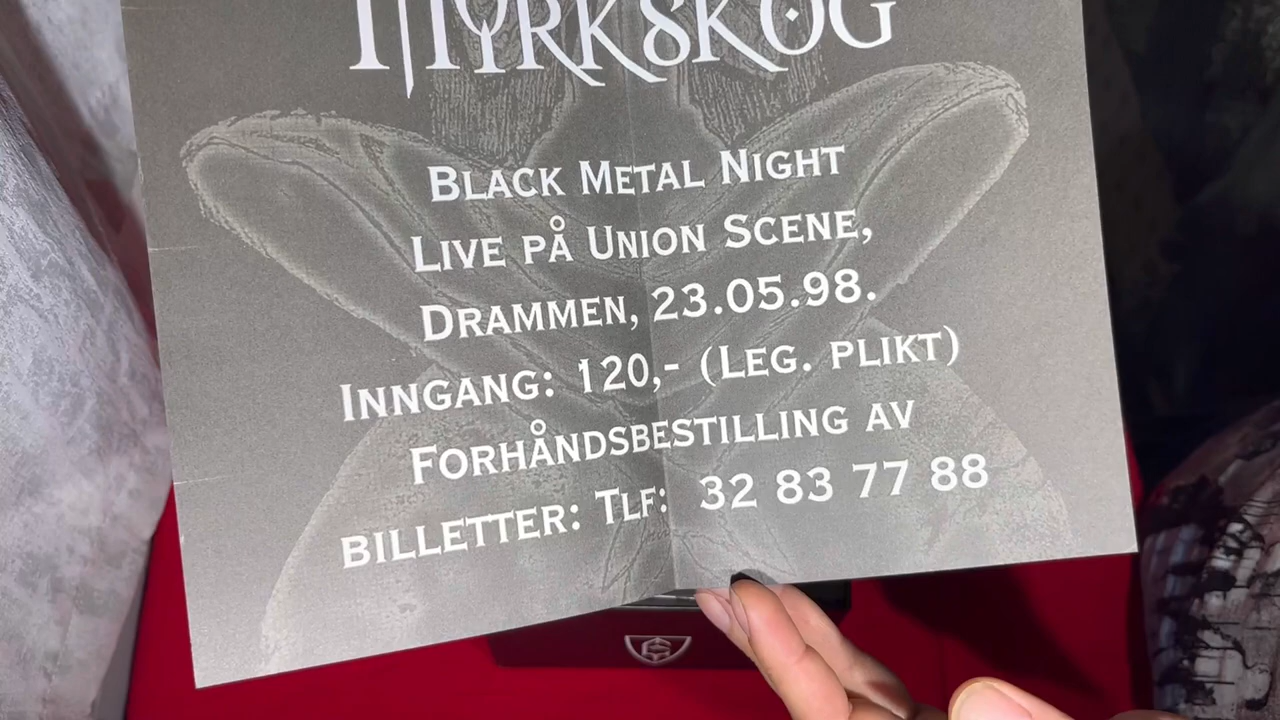 Myrkskog
Black Metal Night
Live på Union Scene,
Drammen, 23.05.98.
Inngang: 120,- (Leg. plikt)
Forhåndsbestilling av
billetter: Tlf: 32 83 77 88